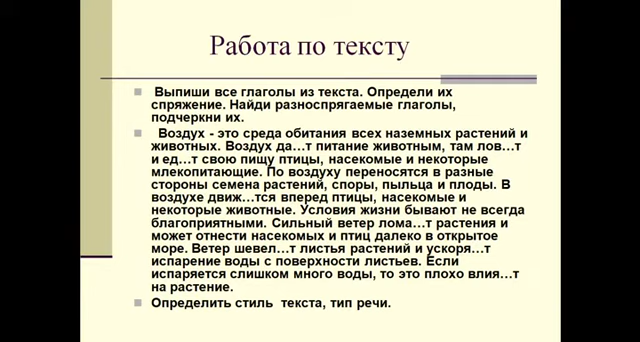 Работа по тексту
Выпиши все глаголы из текста. Определи их
спряжение. Найди разноспрягаемые глаголы,
подчеркни их.
Воздух - это среда обитания всех наземных растений и
животных. Воздух да…т питание животным, там лов…т
и ед…т свою пищу птицы, насекомые и некоторые
млекопитающие. По воздуху переносятся в разные
стороны семена растений, споры, пыльца и плоды. В
воздухе движ…тся вперед птицы, насекомые и
некоторые животные. Условия жизни бывают не всегда
благоприятными. Сильный ветер лома…т растения и
может отнести насекомых и птиц далеко в открытое
море. Ветер шевел…т листья растений и ускоря…т
испарение воды с поверхности листьев. Если
испаряется слишком много воды, то это плохо влия…т
на растение.
Определить стиль текста, тип речи.